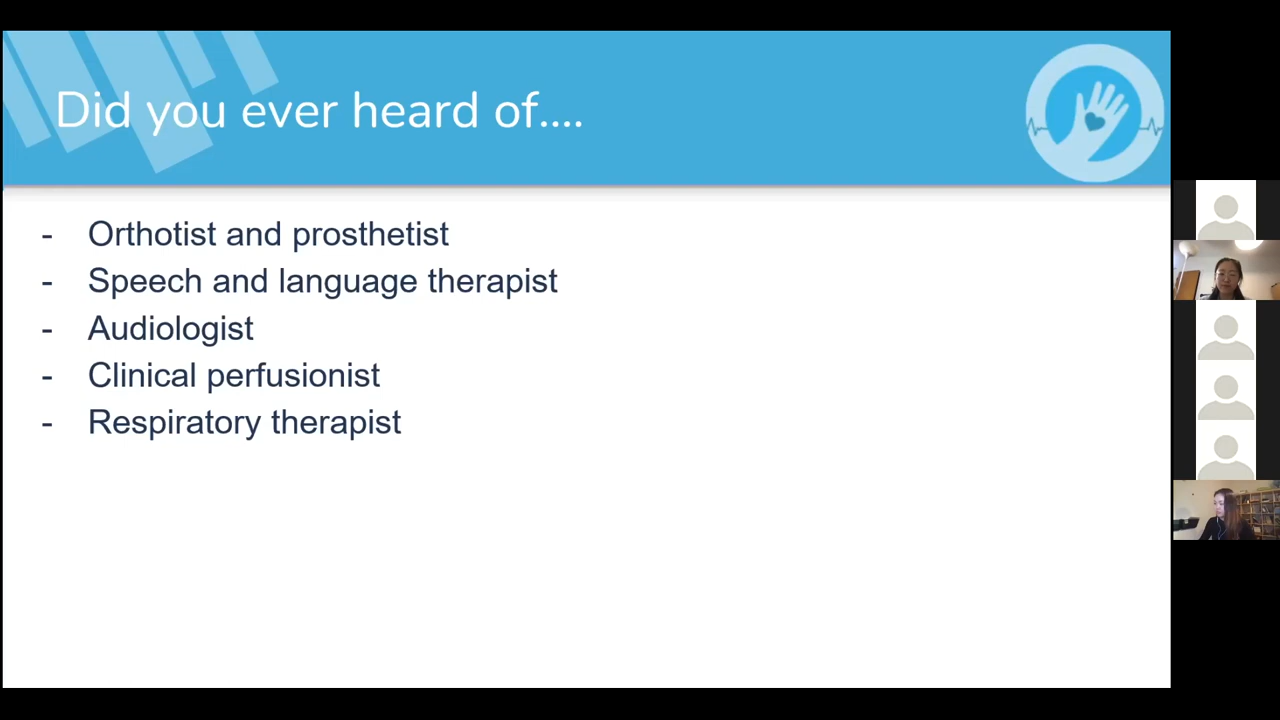 Did you ever heard of....
- Orthotist and prosthetist
- Speech and language therapist
- Audiologist
- Clinical perfusionist
- Respiratory therapist